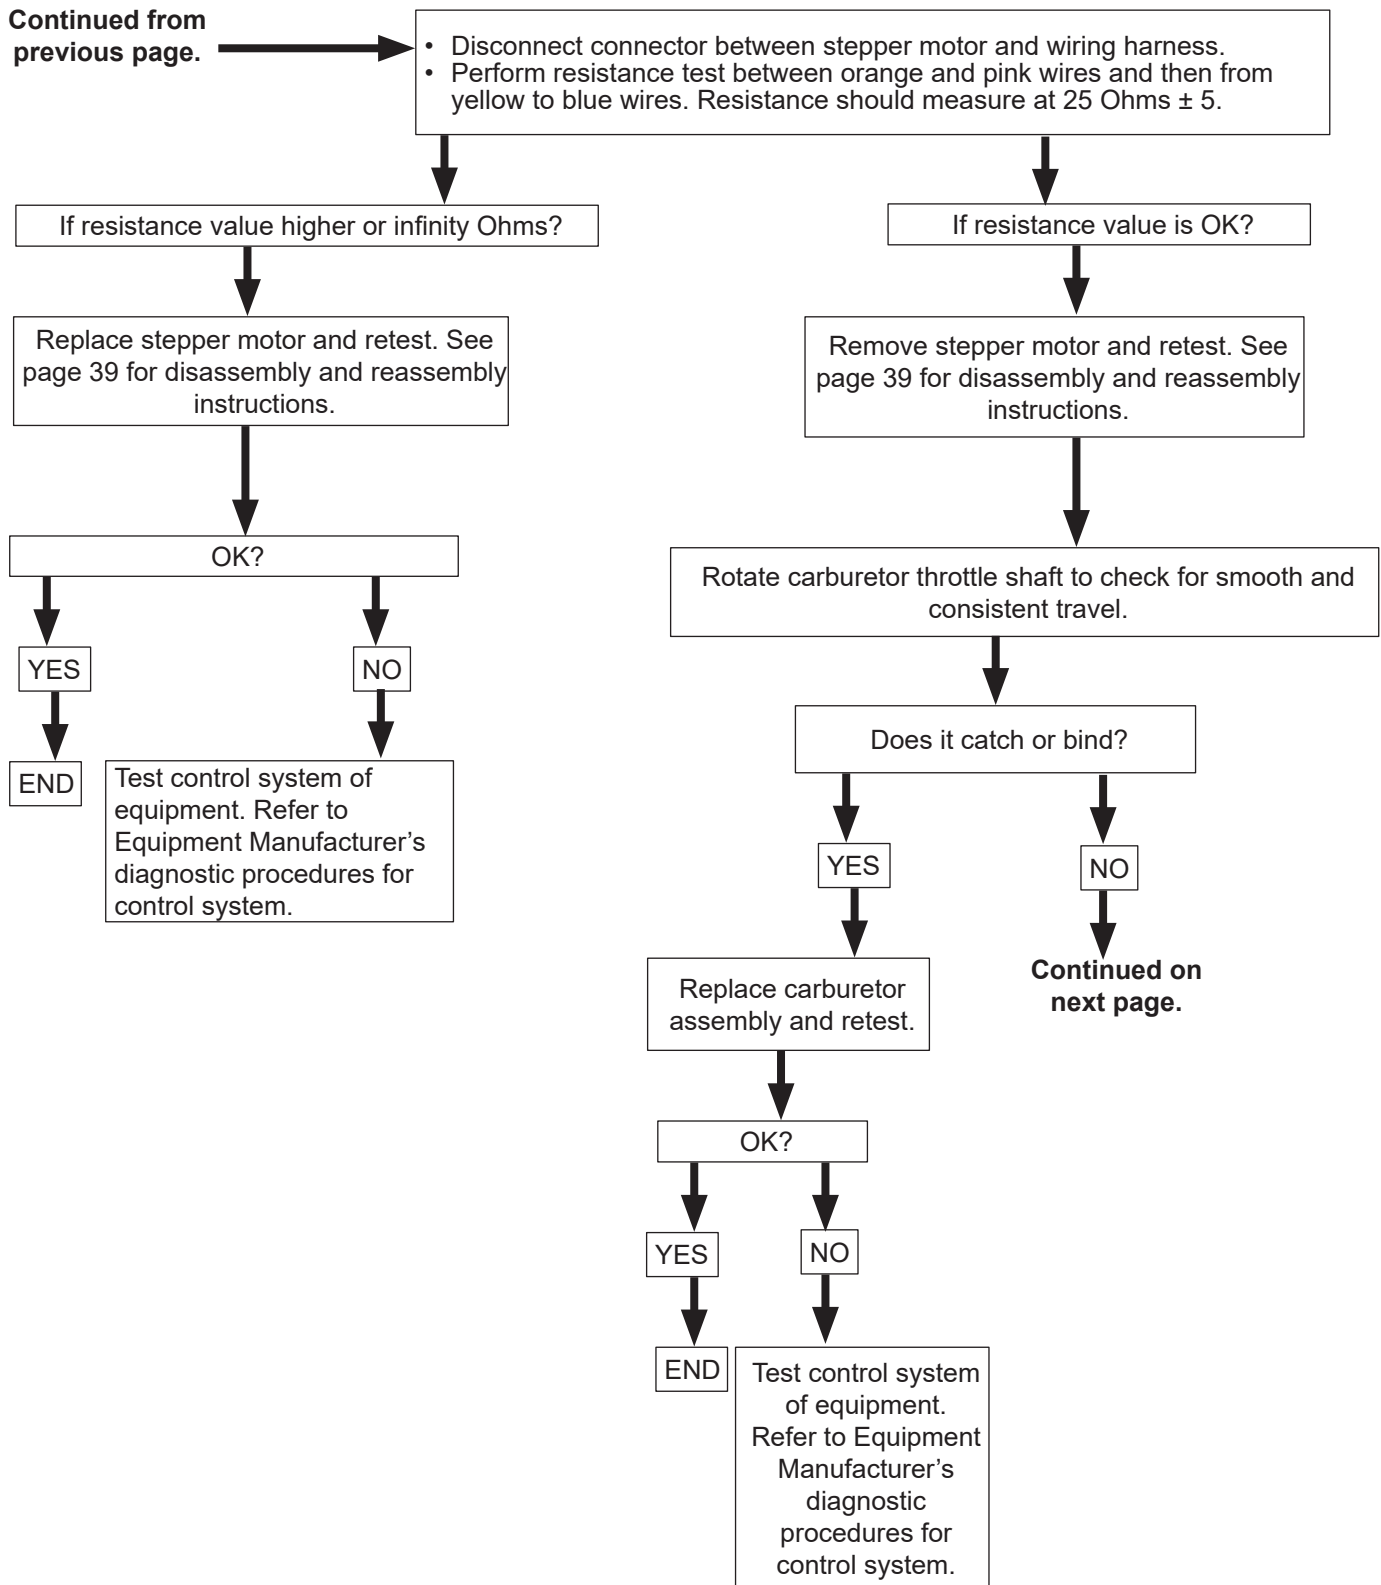 Continued from
previous page.
• Disconnect connector between stepper motor and wiring harness.
• Perform resistance test between orange and pink wires and then from
yellow to blue wires. Resistance should measure at 25 Ohms ± 5.
If resistance value higher or infinity Ohms?
If resistance value is OK?
Replace stepper motor and retest. See
page 39 for disassembly and reassembly
instructions.
Remove stepper motor and retest. See
page 39 for disassembly and reassembly
instructions.
OK?
YES
NO
END
Test control system of
equipment. Refer to
Equipment Manufacturer’s
diagnostic procedures for
control system.
Rotate carburetor throttle shaft to check for smooth and
consistent travel.
Does it catch or bind?
YES
NO
Replace carburetor
assembly and retest.
Continued on
next page.
OK?
YES
NO
END
Test control system
of equipment.
Refer to Equipment
Manufacturer’s
diagnostic
procedures for
control system.